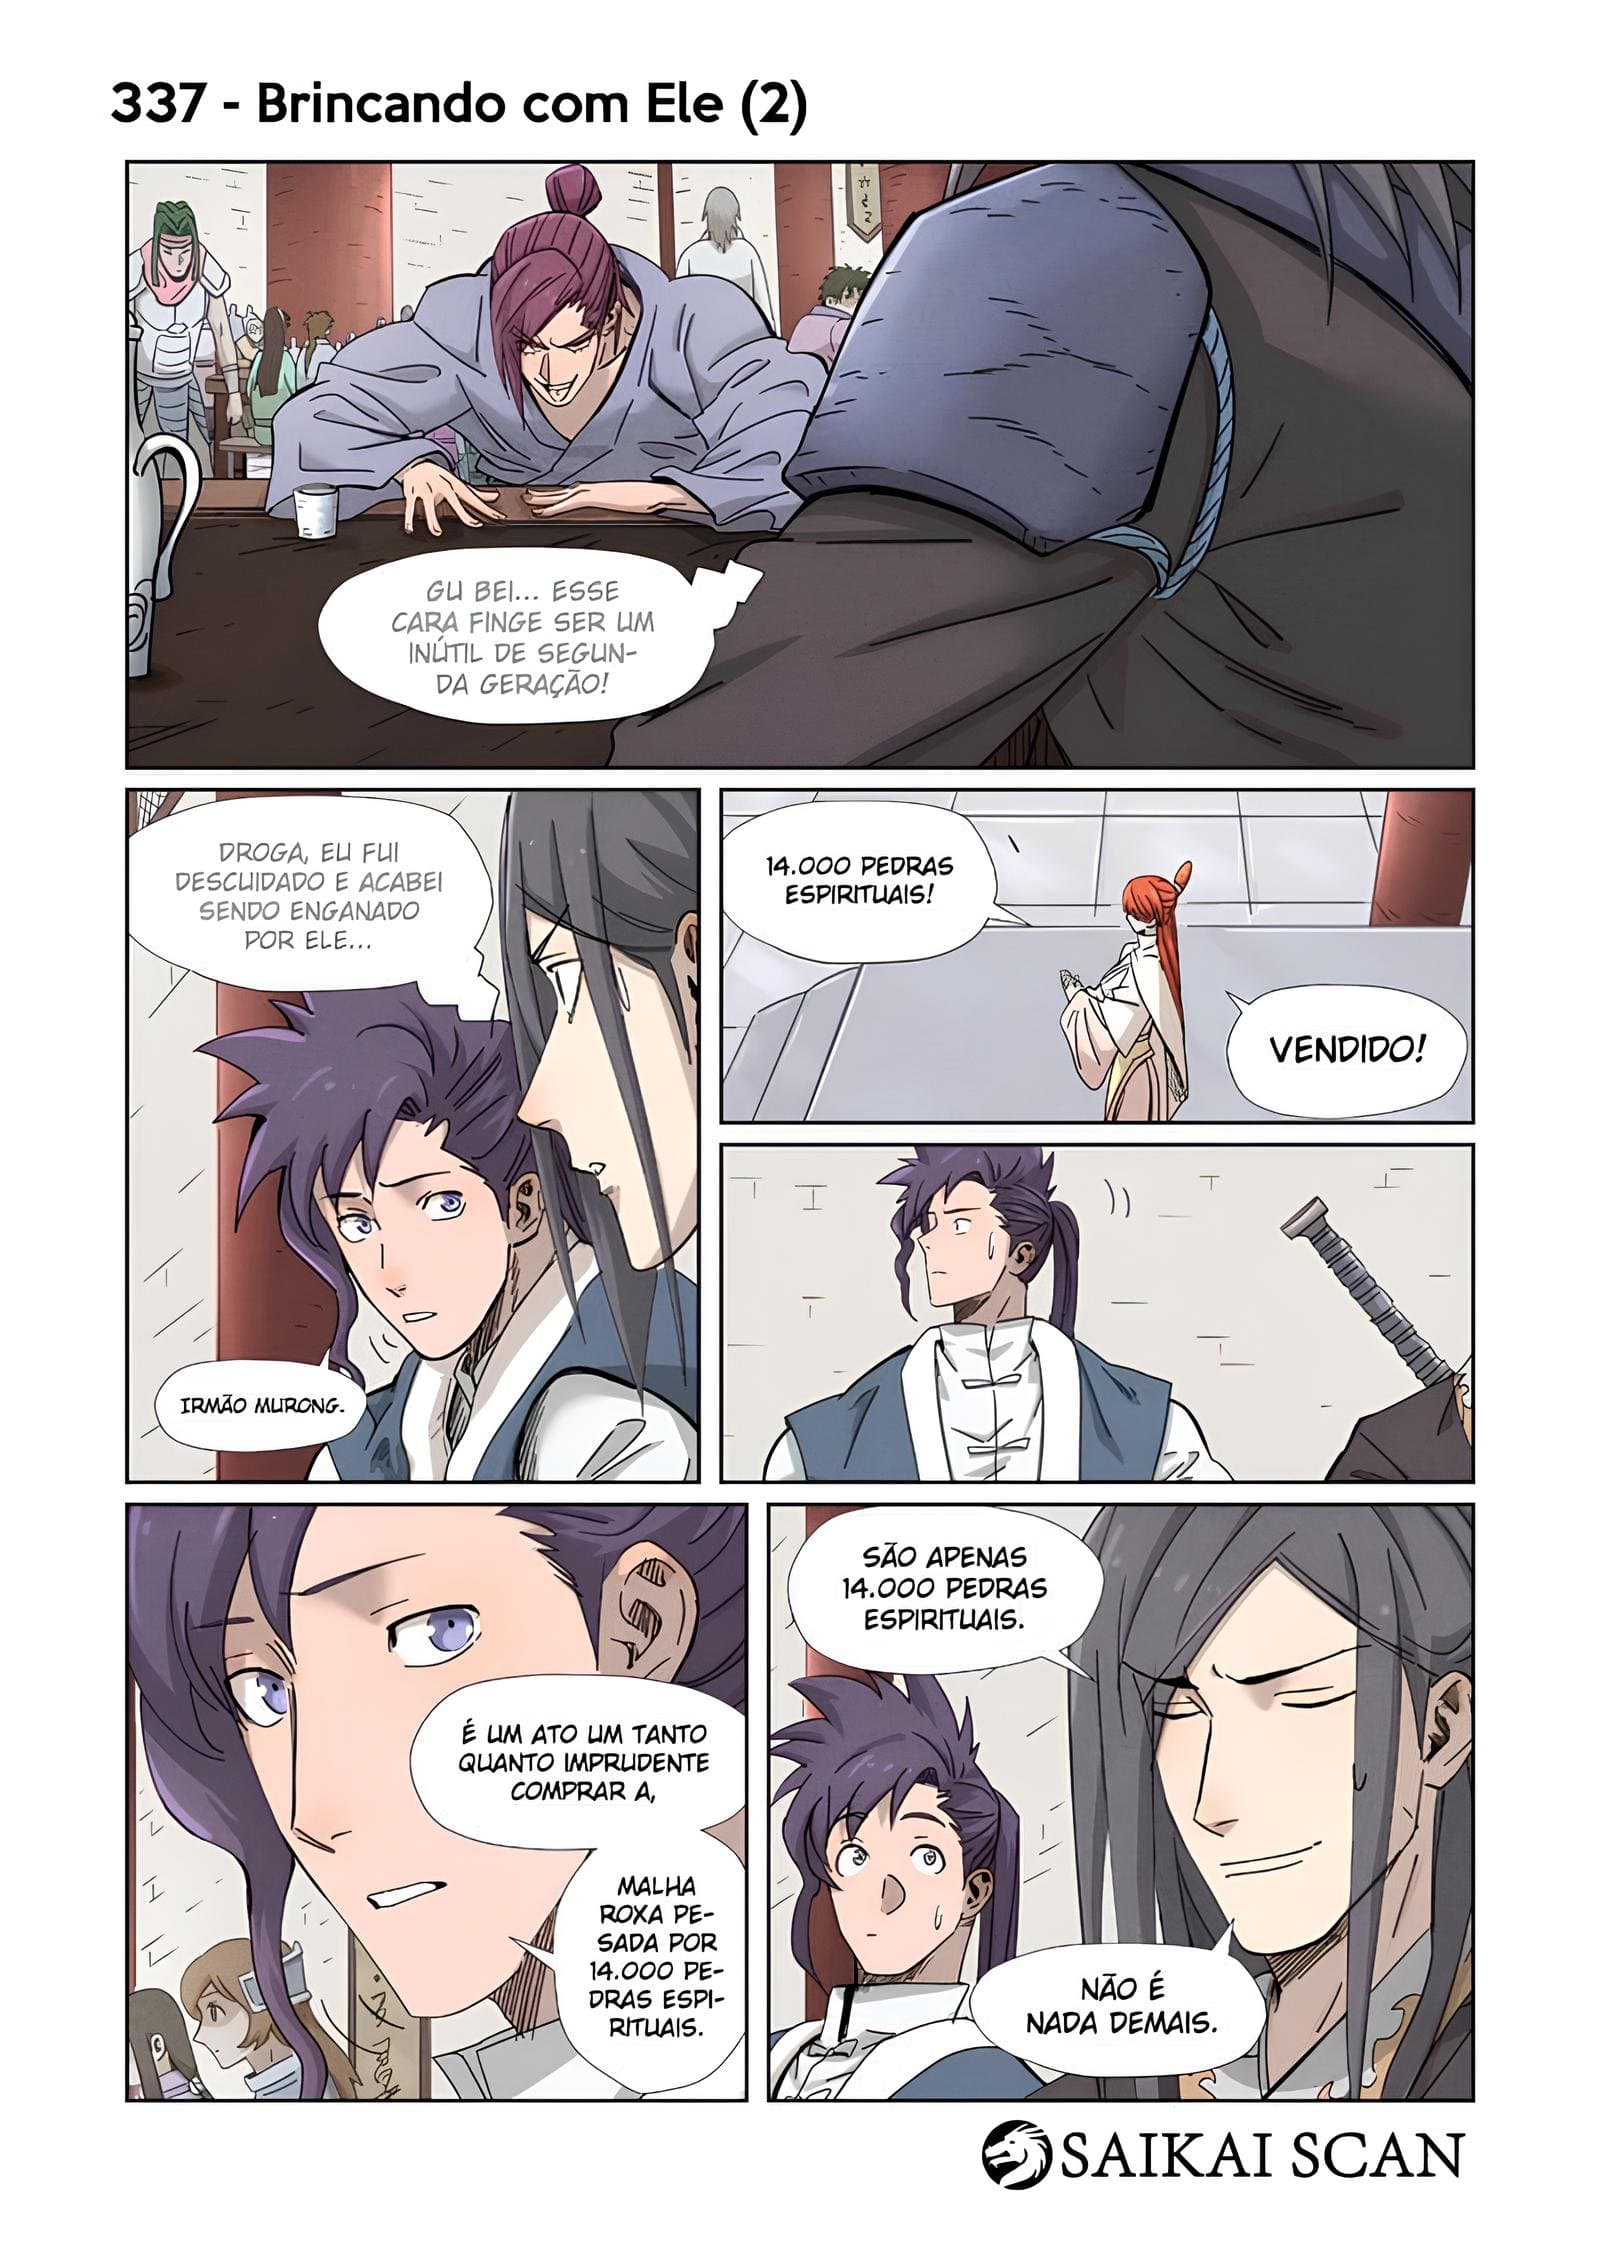 337 - Brincando com Ele (2)
GU BEI... ESSE
CARA FINGE SER UM
INÚTIL DE SEGUN-
DA GERAÇÃO!
DROGA, EU FUI
DESCUIDADO E ACABEI
SENDO ENGANADO
POR ELE...
IRMÃO MURONG.
14.000 PEDRAS
ESPIRITUAIS!
VENDIDO!
É UM ATO UM TANTO
QUANTO IMPRUDENTE
COMPRAR A,
MALHA
ROXA PE-
SADA POR
14.000 PE-
DRAS ESPI-
RITUAIS.
SÃO APENAS
14.000 PEDRAS
ESPIRITUAIS.
NÃO É
NADA DEMAIS.
SAIKAI SCAN